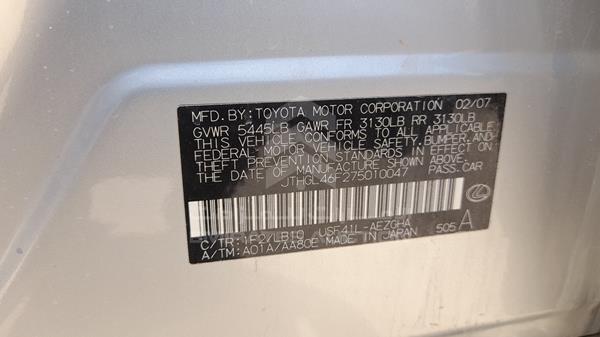 MFD. BY: TOYOTA MOTOR CORPORATION 02/07
GVWR 5445LB GAWR FR 3130LB RR 3130LB
THIS VEHICLE CONFORMS TO ALL APPLICABLE
FEDERAL MOTOR VEHICLE SAFETY, BUMPER, AND
THEFT PREVENTION STANDARDS IN EFFECT ON
THE DATE OF MANUFACTURE SHOWN ABOVE.
JTHGL46F275010047 PASS. CAR
C/TR: 1F2/LB10 USF41L-AEZGHA
A/TM: A01A/AA80E MADE IN JAPAN 505 A